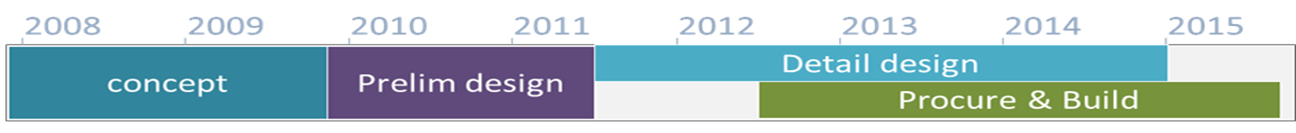 2008 2009 2010 2011 2012 2013 2014 2015
concept Prelim design Detail design
Procure & Build